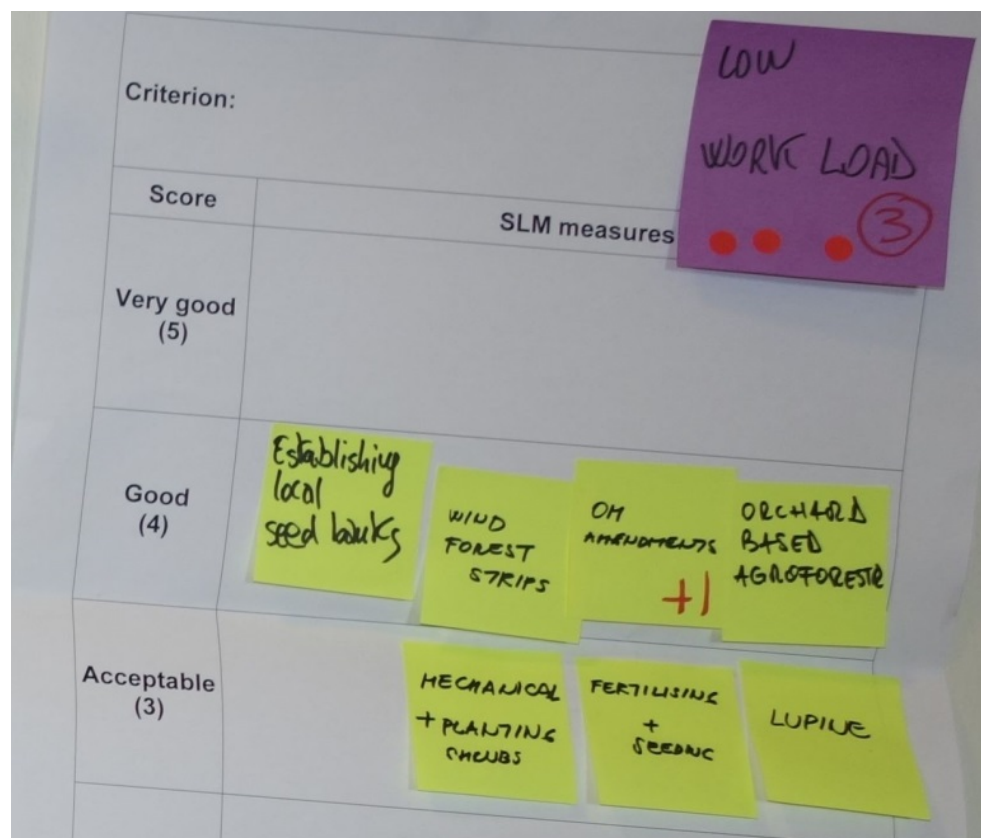 LOW
WORK LOAD
3
Criterion:
Score
SLM measures
Very good
(5)
Good
(4)
Establishing
local
seed banks
WIND
FOREST
STRIPS
OM
AMENDMENTS
+1
ORCHARD
BASED
AGROFORESTR
Acceptable
(3)
MECHANICAL
+ PLANTING
SHRUBS
FERTILISING
+
SEEDING
LUPINE